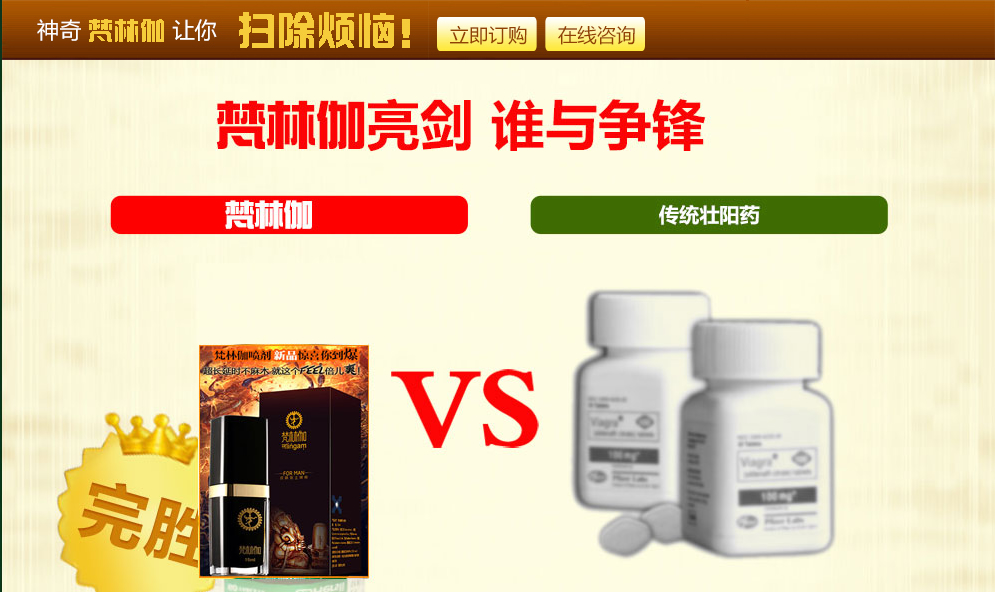 神奇 梵林伽 让你 扫除烦恼！ 立即订购 在线咨询
梵林伽亮剑 谁与争锋
梵林伽
传统壮阳药
梵林伽喷剂 新品惊喜你到爆
超长延时不麻木 就这个FEEL倍儿爽！
梵林伽
FOR MAN
梵林伽
完胜
VS
Viagra
100 mg
Pfizer Labs
Viagra
100 mg
Pfizer Labs